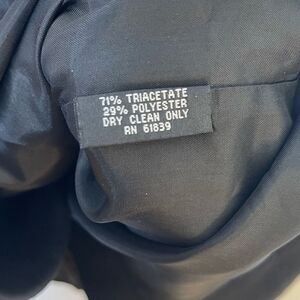 71% TRIACETATE
29% POLYESTER
DRY CLEAN ONLY
RN 61839